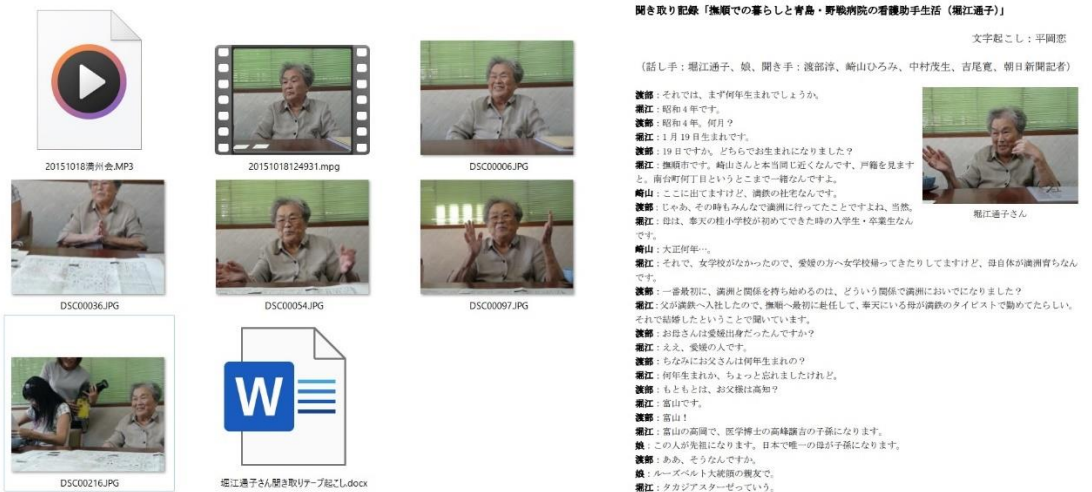 20151018満州会.MP3
20151018124931.mpg
DSC00006.JPG
DSC00036.JPG
DSC00054.JPG
DSC00097.JPG
DSC00216.JPG
W
堀江通子さん聞き取りテープ起こし.docx
聞き取り記録「撫順での暮らしと青島・野戦病院の看護助手生活（堀江通子）」
文字起こし：平岡恋
（話し手：堀江通子、娘、聞き手：渡部淳、崎山ひろみ、中村茂生、吉尾寛、朝日新聞記者）
渡部：それでは、まず何年生まれでしょうか。
堀江：昭和４年です。
渡部：昭和４年。何月？
堀江：１月19日生まれです。
渡部：19日ですか。どちらでお生まれになりました？
堀江：撫順市です。崎山さんと本当同じ近くなんです、戸籍を見ます
と。南台町何丁目というとこまで一緒なんですよ。
崎山：ここに出てますけど、満鉄の社宅なんです。
渡部：じゃあ、その時もみんなで満洲に行ってたことですよね、当然。
堀江：母は、奉天の桂小学校が初めてできた時の入学生・卒業生なん
です。
崎山：大正何年…。
堀江：それで、女学校がなかったので、愛媛の方へ女学校帰ってきたりしてますけど、母自体が満洲育ちなん
です。
渡部：一番最初に、満洲と関係を持ち始めるのは、どういう関係で満洲においでになりました？
堀江：父が満鉄へ入社したので、撫順へ最初に赴任して、奉天にいる母が満鉄のタイピストで勤めてたらしい。
それで結婚したということで聞いています。
渡部：お母さんは愛媛出身だったんですか？
堀江：ええ、愛媛の人です。
渡部：ちなみにお父さんは何年生まれの？
堀江：何年生まれか、ちょっと忘れましたけれど。
渡部：もともとは、お父様は高知？
堀江：富山です。
渡部：富山！
堀江：富山の高岡で、医学博士の高峰譲吉の子孫になります。
娘：この人が先祖になります。日本で唯一の母が子孫になります。
渡部：ああ、そうなんですか。
娘：ルーズベルト大統領の親友で。
堀江：タカジアスターゼっていう。
堀江通子さん